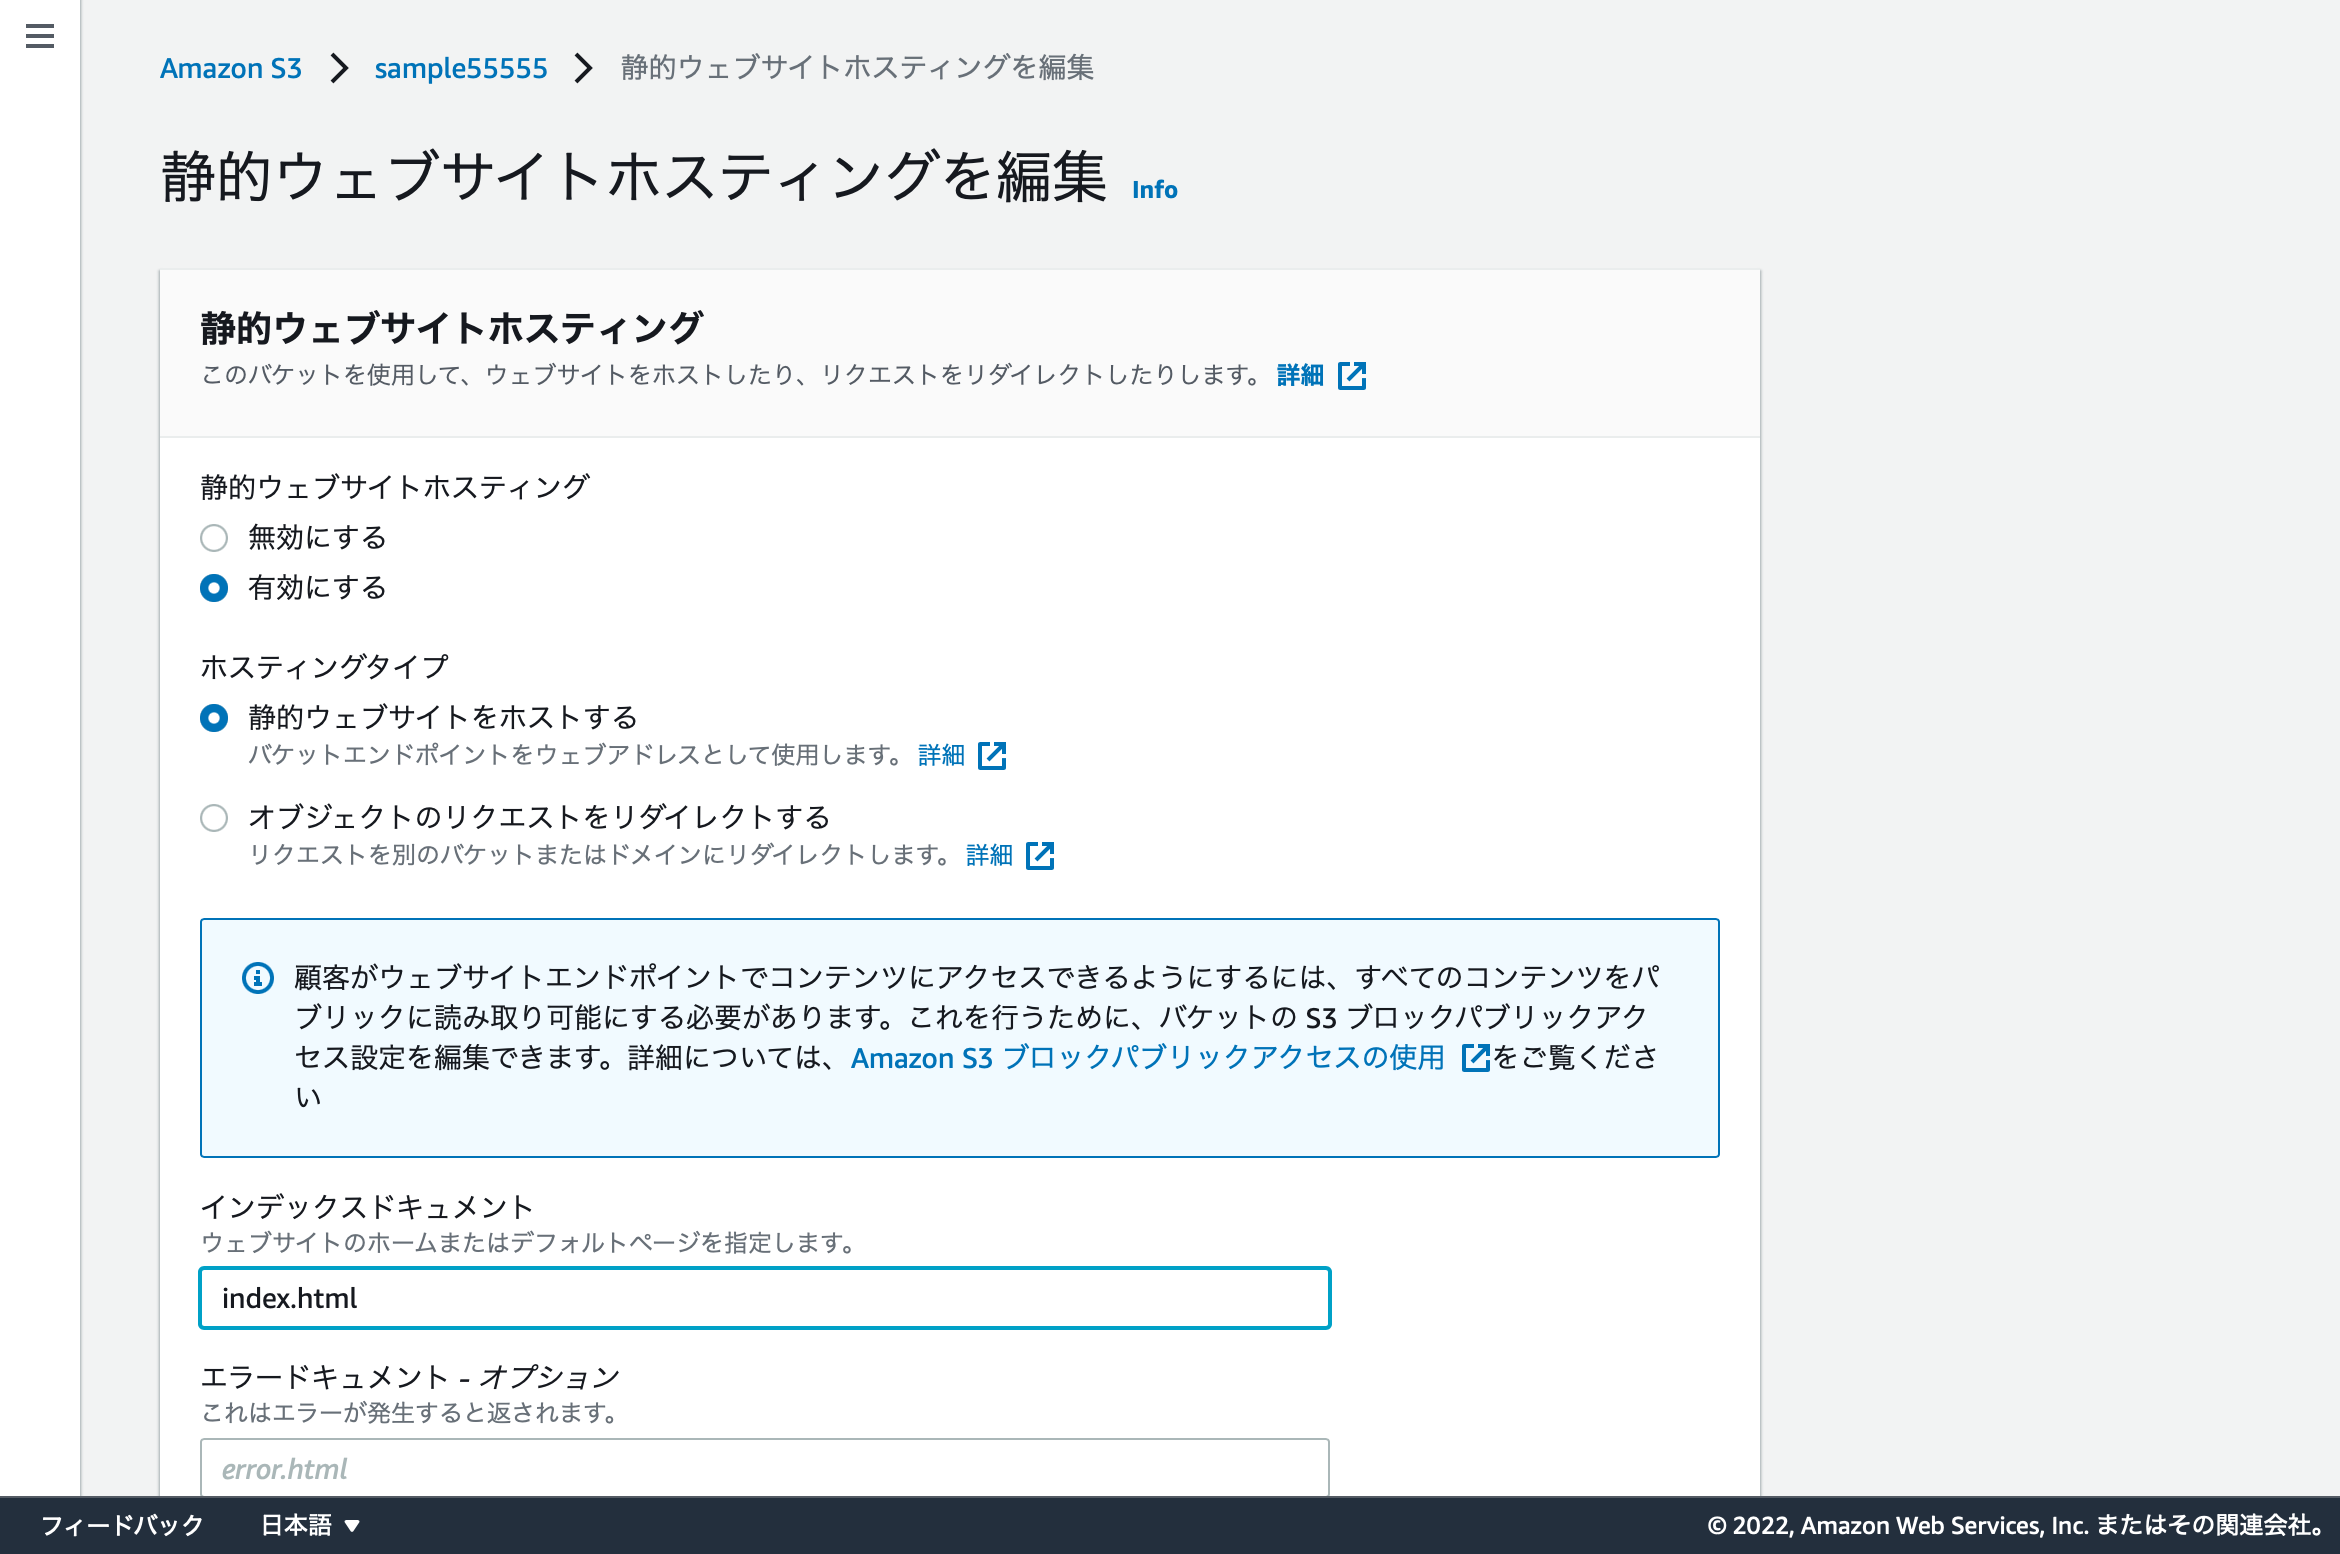 Amazon S3 > sample55555 > 静的ウェブサイトホスティングを編集
静的ウェブサイトホスティングを編集 Info
静的ウェブサイトホスティング
このバケットを使用して、ウェブサイトをホストしたり、リクエストをリダイレクトしたりします。 詳細
静的ウェブサイトホスティング
無効にする
有効にする
ホスティングタイプ
静的ウェブサイトをホストする
バケットエンドポイントをウェブアドレスとして使用します。 詳細
オブジェクトのリクエストをリダイレクトする
リクエストを別のバケットまたはドメインにリダイレクトします。 詳細
顧客がウェブサイトエンドポイントでコンテンツにアクセスできるようにするには、すべてのコンテンツをパ
ブリックに読み取り可能にする必要があります。これを行うために、バケットの S3 ブロックパブリックアク
セス設定を編集できます。詳細については、Amazon S3 ブロックパブリックアクセスの使用 をご覧くださ
い
インデックスドキュメント
ウェブサイトのホームまたはデフォルトページを指定します。
index.html
エラードキュメント - オプション
これはエラーが発生すると返されます。
error.html
フィードバック 日本語 ▼ © 2022, Amazon Web Services, Inc. またはその関連会社。